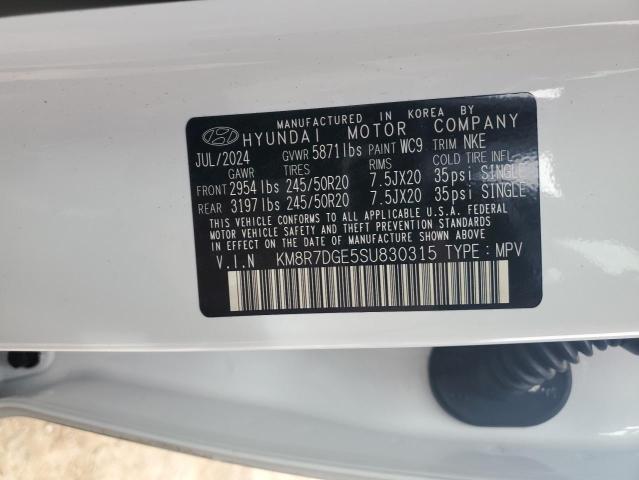 MANUFACTURED IN KOREA BY
HYUNDAI MOTOR COMPANY
JUL/2024 GVWR 5871lbs PAINT WC9 TRIM NKE
GAWR TIRES RIMS COLD TIRE INFL.
FRONT 2954lbs 245/50R20 7.5JX20 35psi SINGLE
REAR 3197lbs 245/50R20 7.5JX20 35psi SINGLE
THIS VEHICLE CONFORMS TO ALL APPLICABLE U.S.A. FEDERAL
MOTOR VEHICLE SAFETY AND THEFT PREVENTION STANDARDS
IN EFFECT ON THE DATE OF MANUFACTURE SHOWN ABOVE.
V.I.N KM8R7DGE5SU830315 TYPE : MPV